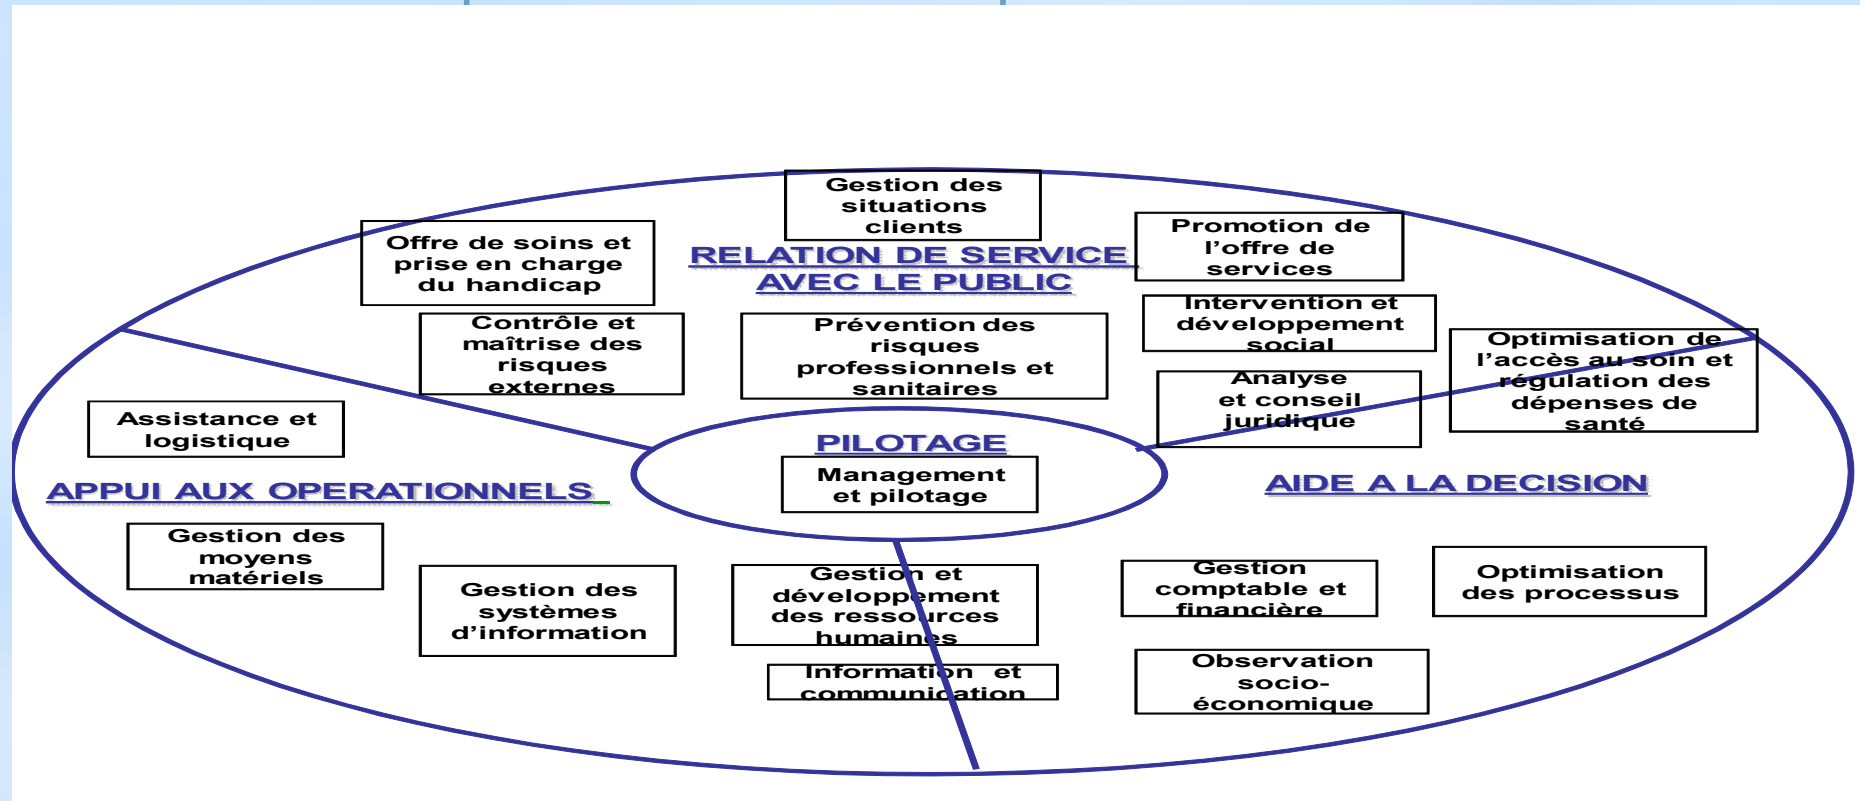 Gestion des
situations
clients
Offre de soins et
prise en charge
du handicap
RELATION DE SERVICE
AVEC LE PUBLIC
Promotion de
l’offre de
services
Contrôle et
maîtrise des
risques
externes
Prévention des
risques
professionnels et
sanitaires
Intervention et
développement
social
Optimisation de
l’accès au soin et
régulation des
dépenses de
santé
Analyse
et conseil
juridique
Assistance et
logistique
PILOTAGE
Management
et pilotage
APPUI AUX OPERATIONNELS
AIDE A LA DECISION
Gestion des
moyens
matériels
Gestion des
systèmes
d’information
Gestion et
développement
des ressources
humaines
Information et
communication
Gestion
comptable et
financière
Optimisation
des processus
Observation
socio-
économique